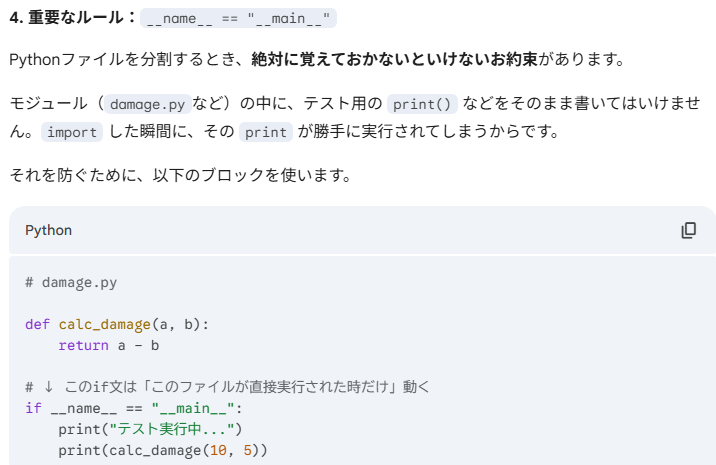 4. 重要なルール：__name__ == "__main__"
Pythonファイルを分割するとき、絶対に覚えておかないといけないお約束があります。
モジュール（damage.pyなど）の中に、テスト用の print() などをそのまま書いてはいけませ
ん。import した瞬間に、その print が勝手に実行されてしまうからです。
それを防ぐために、以下のブロックを使います。
Python
# damage.py
def calc_damage(a, b):
    return a - b
# ↓ このif文は「このファイルが直接実行された時だけ」動く
if __name__ == "__main__":
    print("テスト実行中...")
    print(calc_damage(10, 5))